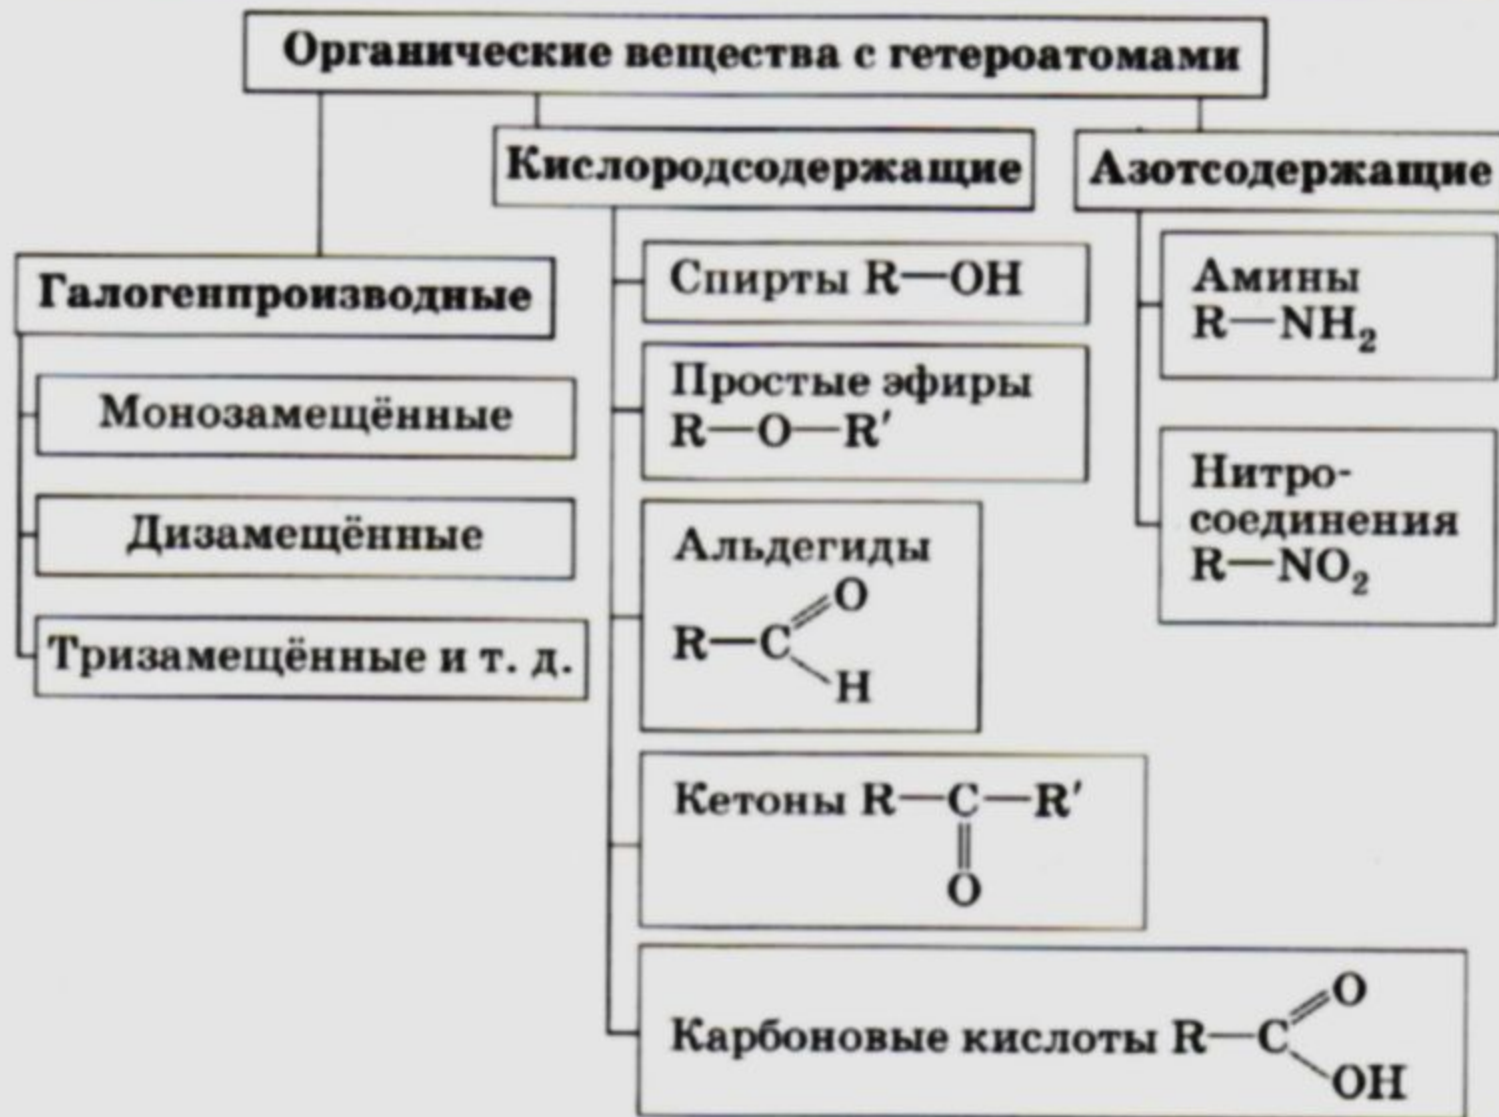 Органические вещества с гетероатомами
Кислородсодержащие
Азотсодержащие
Галогенпроизводные
Монозамещённые
Дизамещённые
Тризамещённые и т. д.
Спирты R—OH
Простые эфиры
R—O—R′
Альдегиды
O
R—C
H
Кетоны R—C—R′
O
O
Карбоновые кислоты R—C
OH
Амины
R—NH₂
Нитро-
соединения
R—NO₂